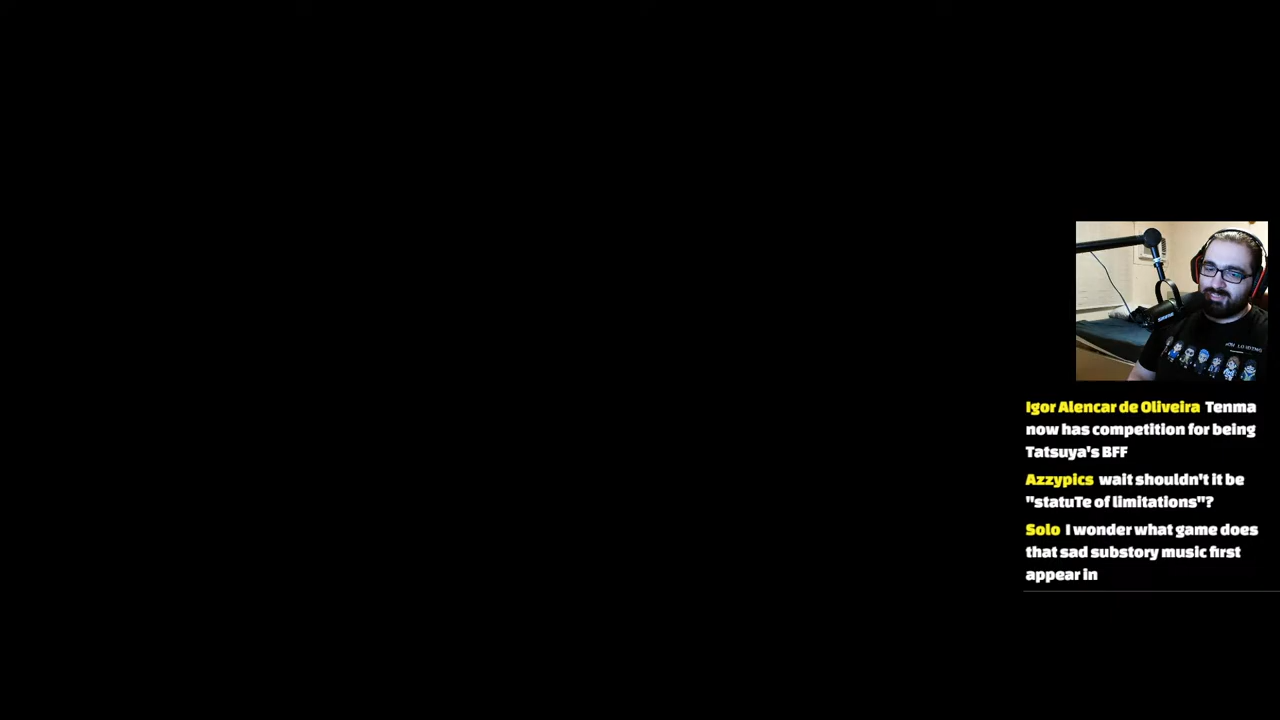 Igor Alencar de Oliveira Tenma
now has competition for being
Tatsuya's BFF
Azzypics wait shouldn't it be
"statuTe of limitations"?
Solo I wonder what game does
that sad substory music first
appear in